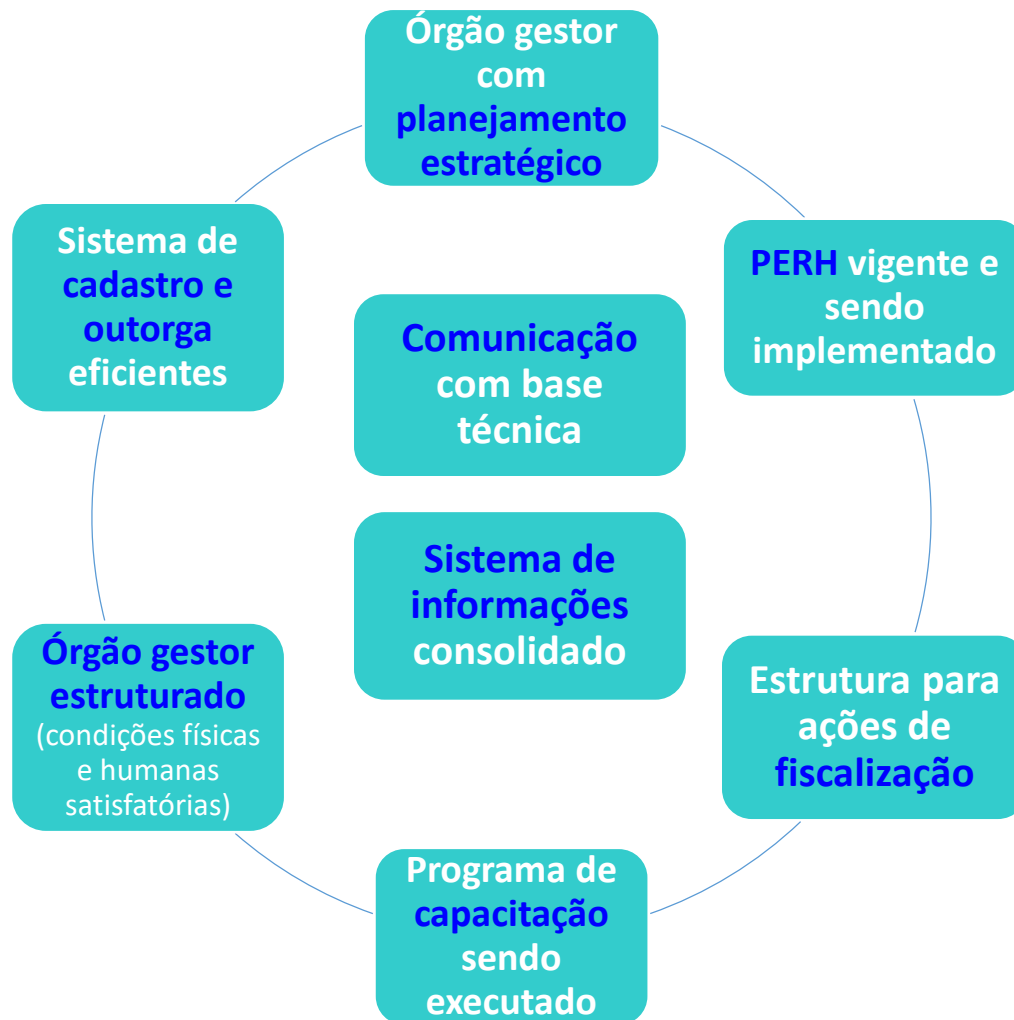 Órgão gestor
com
planejamento
estratégico
Sistema de
cadastro e
outorga
eficientes
PERH vigente e
sendo
implementado
Comunicação
com base
técnica
Sistema de
informações
consolidado
Órgão gestor
estruturado
(condições físicas
e humanas
satisfatórias)
Estrutura para
ações de
fiscalização
Programa de
capacitação
sendo
executado